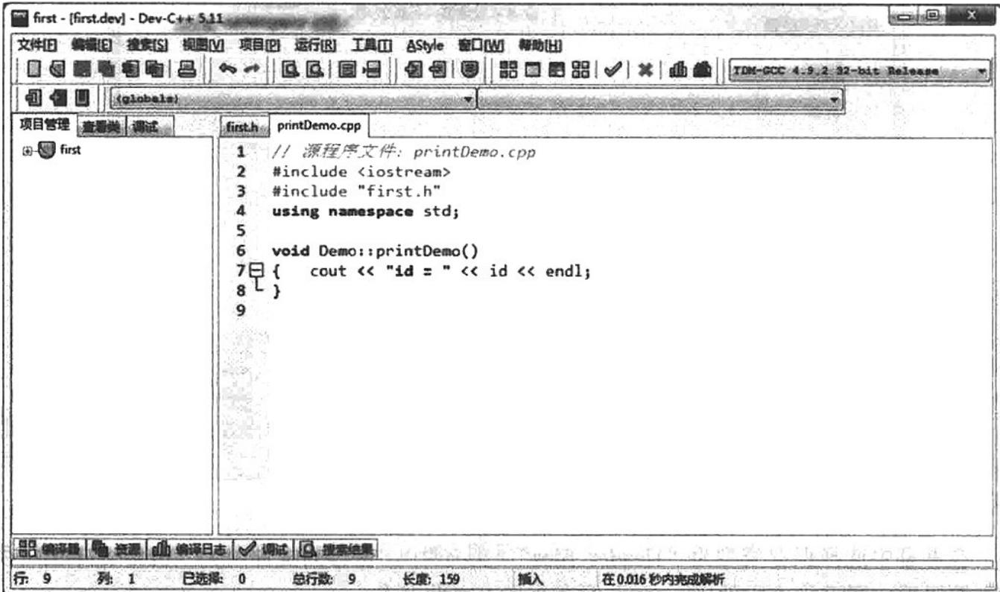 first - [first.dev] - Dev-C++ 5.11
文件[F] 编辑[E] 搜索[S] 视图[V] 项目[P] 运行[R] 工具[T] AStyle 窗口[W] 帮助[H]
TDM-GCC 4.9.2 32-bit Release
(globals)
项目管理 查看类 调试
first.h printDemo.cpp
first
1 // 源程序文件: printDemo.cpp
2 #include <iostream>
3 #include "first.h"
4 using namespace std;
5
6 void Demo::printDemo()
7 { cout << "id = " << id << endl;
8 }
9
编译器 资源 编译日志 调试 搜索结果
行: 9 列: 1 已选择: 0 总行数: 9 长度: 159 插入 在 0.016 秒内完成解析